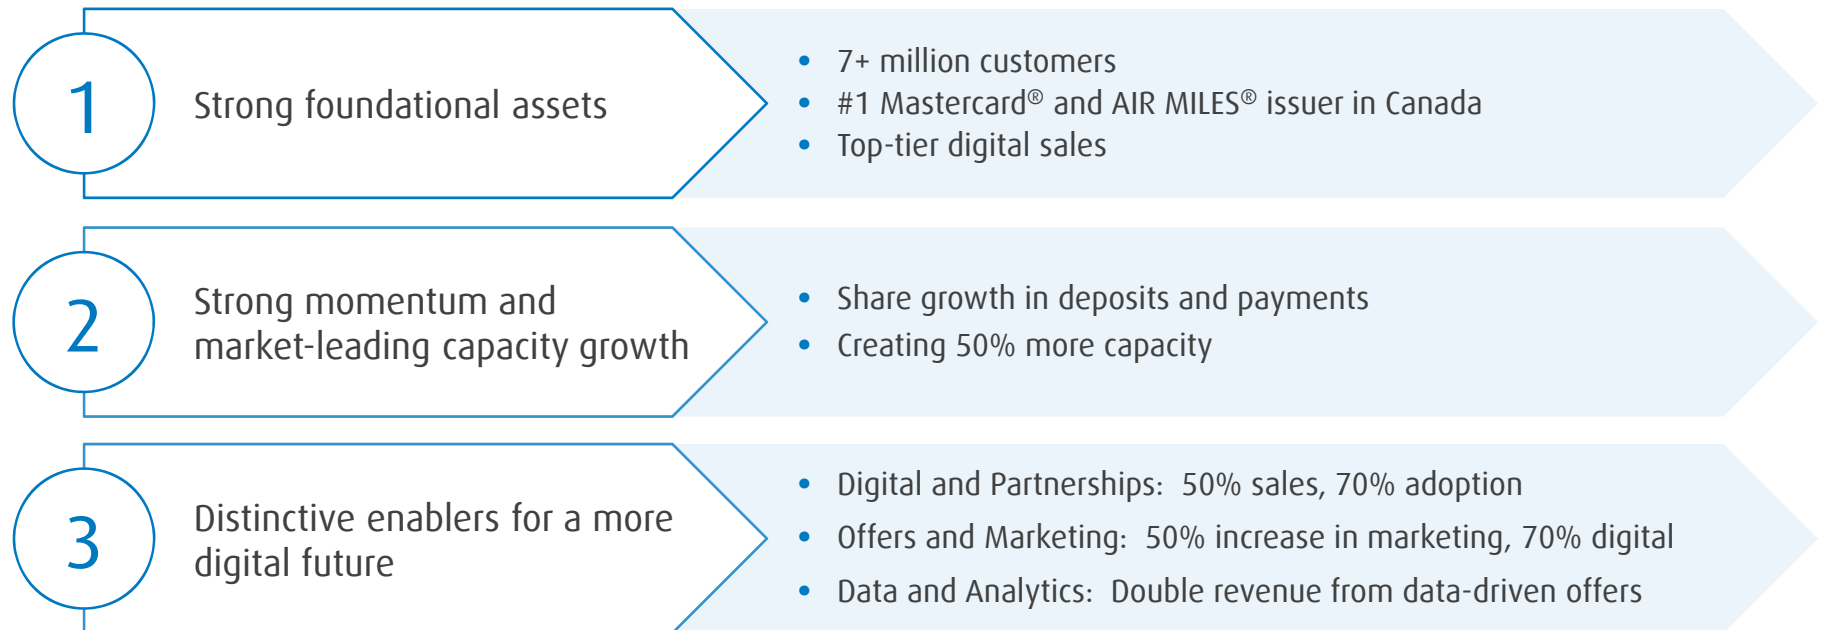 1
Strong foundational assets
• 7+ million customers
• #1 Mastercard® and AIR MILES® issuer in Canada
• Top-tier digital sales
2
Strong momentum and
market-leading capacity growth
• Share growth in deposits and payments
• Creating 50% more capacity
3
Distinctive enablers for a more
digital future
• Digital and Partnerships:  50% sales, 70% adoption
• Offers and Marketing:  50% increase in marketing, 70% digital
• Data and Analytics:  Double revenue from data-driven offers